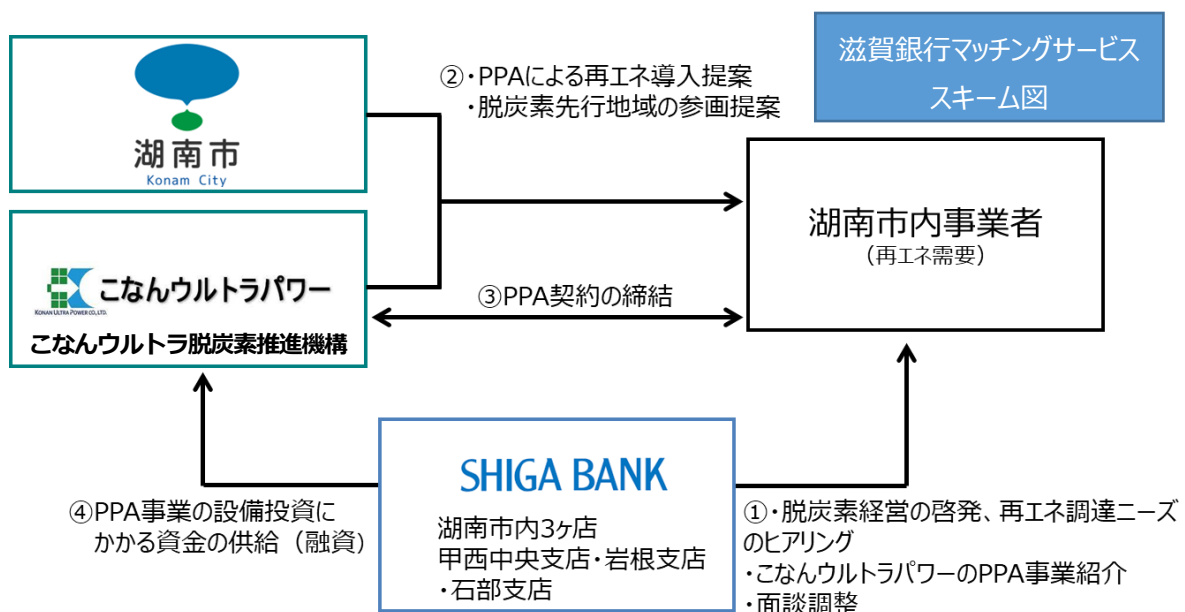 滋賀銀行マッチングサービス
スキーム図
湖南市
Konam City
②・PPAによる再エネ導入提案
・脱炭素先行地域の参画提案
湖南市内事業者
（再エネ需要）
こなんウルトラパワー
KONAN ULTRA POWER CO., LTD.
こなんウルトラ脱炭素推進機構
③PPA契約の締結
SHIGA BANK
湖南市内3ヶ店
甲西中央支店・岩根支店
・石部支店
④PPA事業の設備投資に
かかる資金の供給（融資）
①・脱炭素経営の啓発、再エネ調達ニーズ
のヒアリング
・こなんウルトラパワーのPPA事業紹介
・面談調整